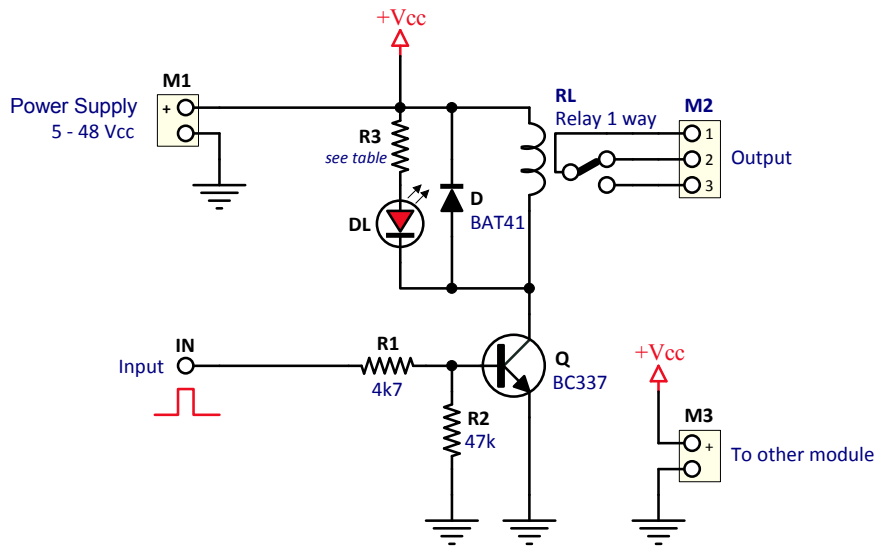 +Vcc
M1
Power Supply
5 - 48 Vcc
+
R3
see table
DL
D
BAT41
RL
Relay 1 way
M2
1
2
3
Output
IN
Input
R1
4k7
R2
47k
Q
BC337
+Vcc
M3
+
To other module